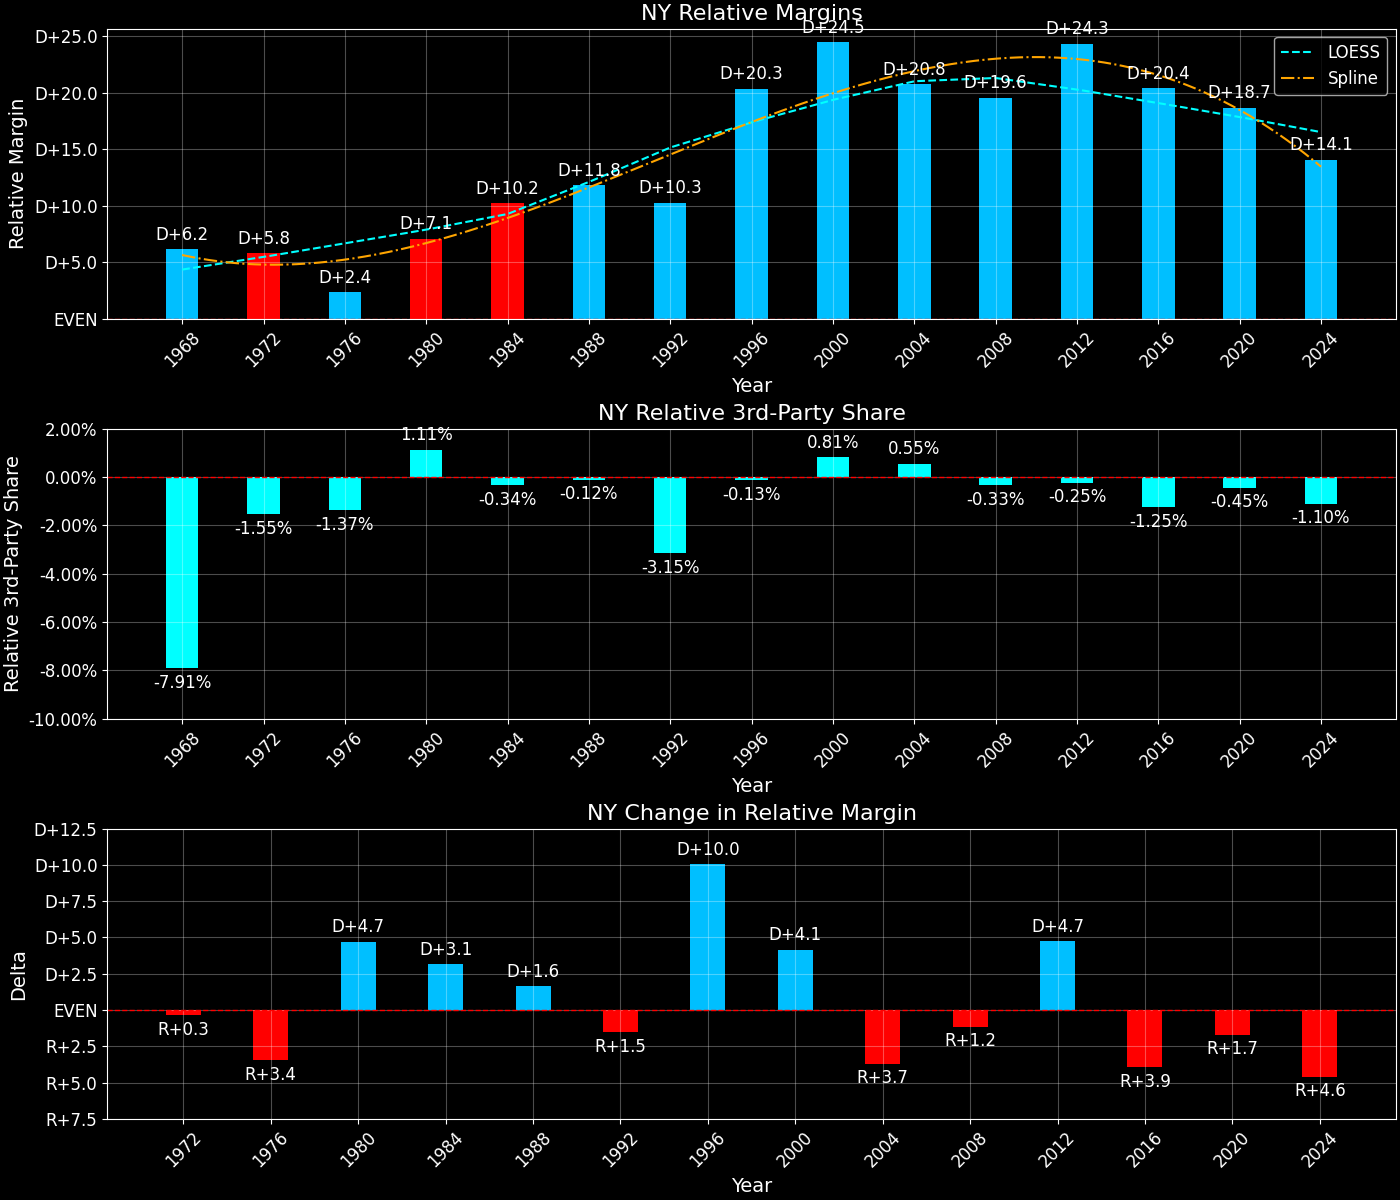 NY Relative Margins
Relative Margin
D+25.0
D+20.0
D+15.0
D+10.0
D+5.0
EVEN
D+6.2
D+5.8
D+2.4
D+7.1
D+10.2
D+11.8
D+10.3
D+20.3
D+24.5
D+20.8
D+19.6
D+24.3
D+20.4
D+18.7
D+14.1
LOESS
Spline
1968 1972 1976 1980 1984 1988 1992 1996 2000 2004 2008 2012 2016 2020 2024
Year
NY Relative 3rd-Party Share
Relative 3rd-Party Share
2.00%
0.00%
-2.00%
-4.00%
-6.00%
-8.00%
-10.00%
-7.91%
-1.55%
-1.37%
1.11%
-0.34%
-0.12%
-3.15%
-0.13%
0.81%
0.55%
-0.33%
-0.25%
-1.25%
-0.45%
-1.10%
1968 1972 1976 1980 1984 1988 1992 1996 2000 2004 2008 2012 2016 2020 2024
Year
NY Change in Relative Margin
Delta
D+12.5
D+10.0
D+7.5
D+5.0
D+2.5
EVEN
R+2.5
R+5.0
R+7.5
R+0.3
R+3.4
D+4.7
D+3.1
D+1.6
R+1.5
D+10.0
D+4.1
R+3.7
R+1.2
D+4.7
R+3.9
R+1.7
R+4.6
1972 1976 1980 1984 1988 1992 1996 2000 2004 2008 2012 2016 2020 2024
Year